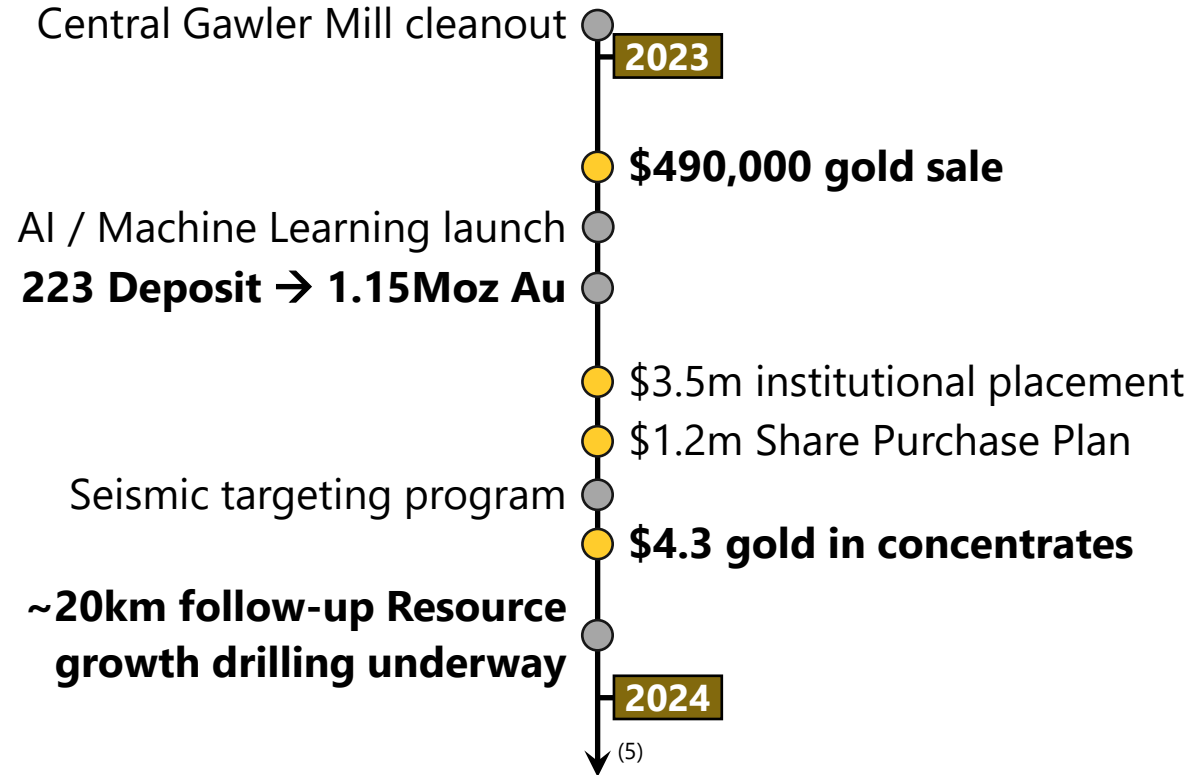 Central Gawler Mill cleanout
2023
$490,000 gold sale
AI / Machine Learning launch
223 Deposit → 1.15Moz Au
$3.5m institutional placement
$1.2m Share Purchase Plan
Seismic targeting program
$4.3 gold in concentrates
~20km follow-up Resource
growth drilling underway
2024
(5)